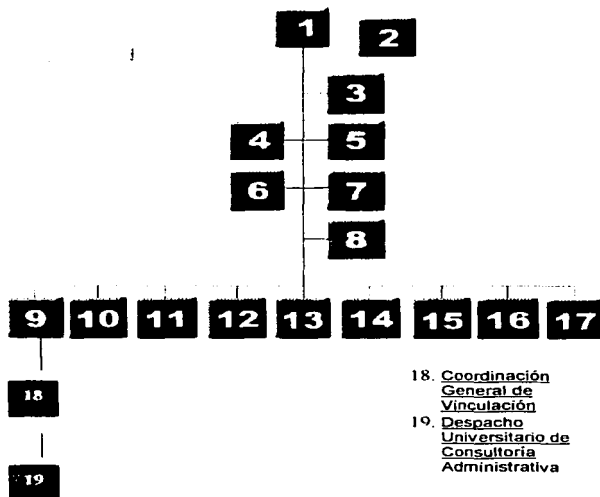 1
2
3
4 5
6 7
8
9 10 11 12 13 14 15 16 17
18
19
18. Coordinación
General de
Vinculación
19. Despacho
Universitario de
Consultoría
Administrativa